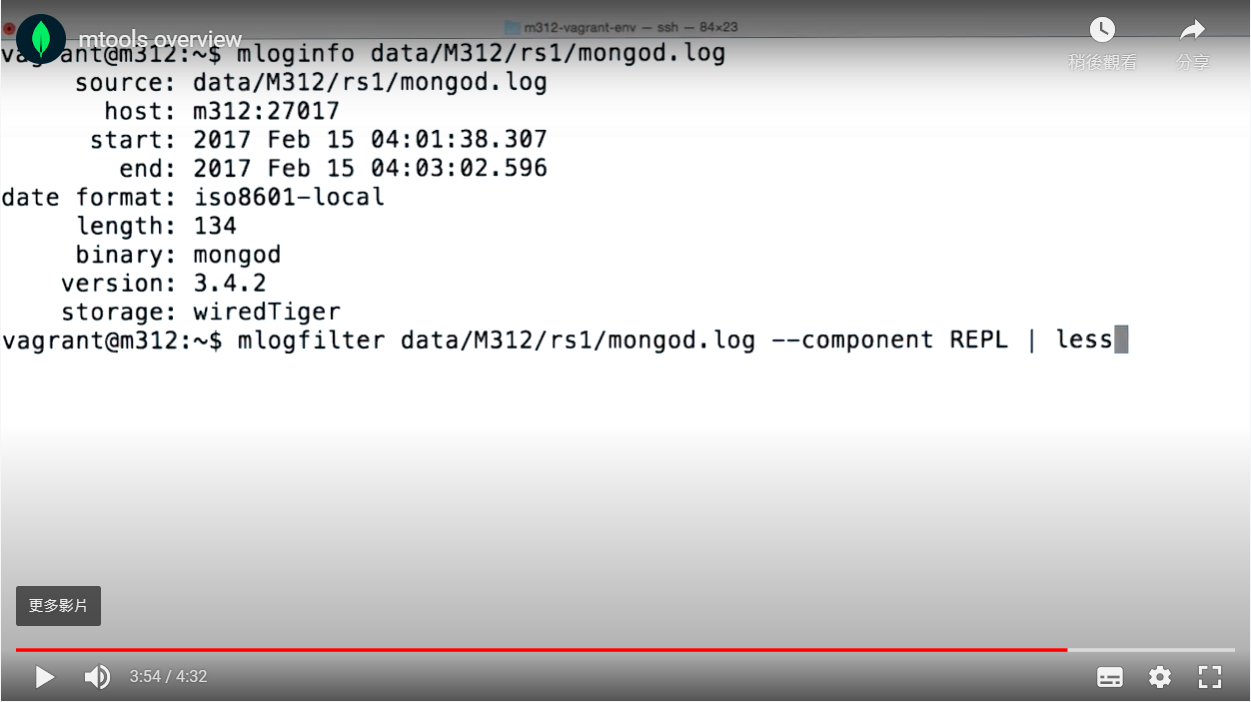 m312-vagrant-env — ssh — 84×23
mtools overview
稍後觀看
分享
vagrant@m312:~$ mloginfo data/M312/rs1/mongod.log
source: data/M312/rs1/mongod.log
host: m312:27017
start: 2017 Feb 15 04:01:38.307
end: 2017 Feb 15 04:03:02.596
date format: iso8601-local
length: 134
binary: mongod
version: 3.4.2
storage: wiredTiger
vagrant@m312:~$ mlogfilter data/M312/rs1/mongod.log --component REPL | less
更多影片
3:54 / 4:32